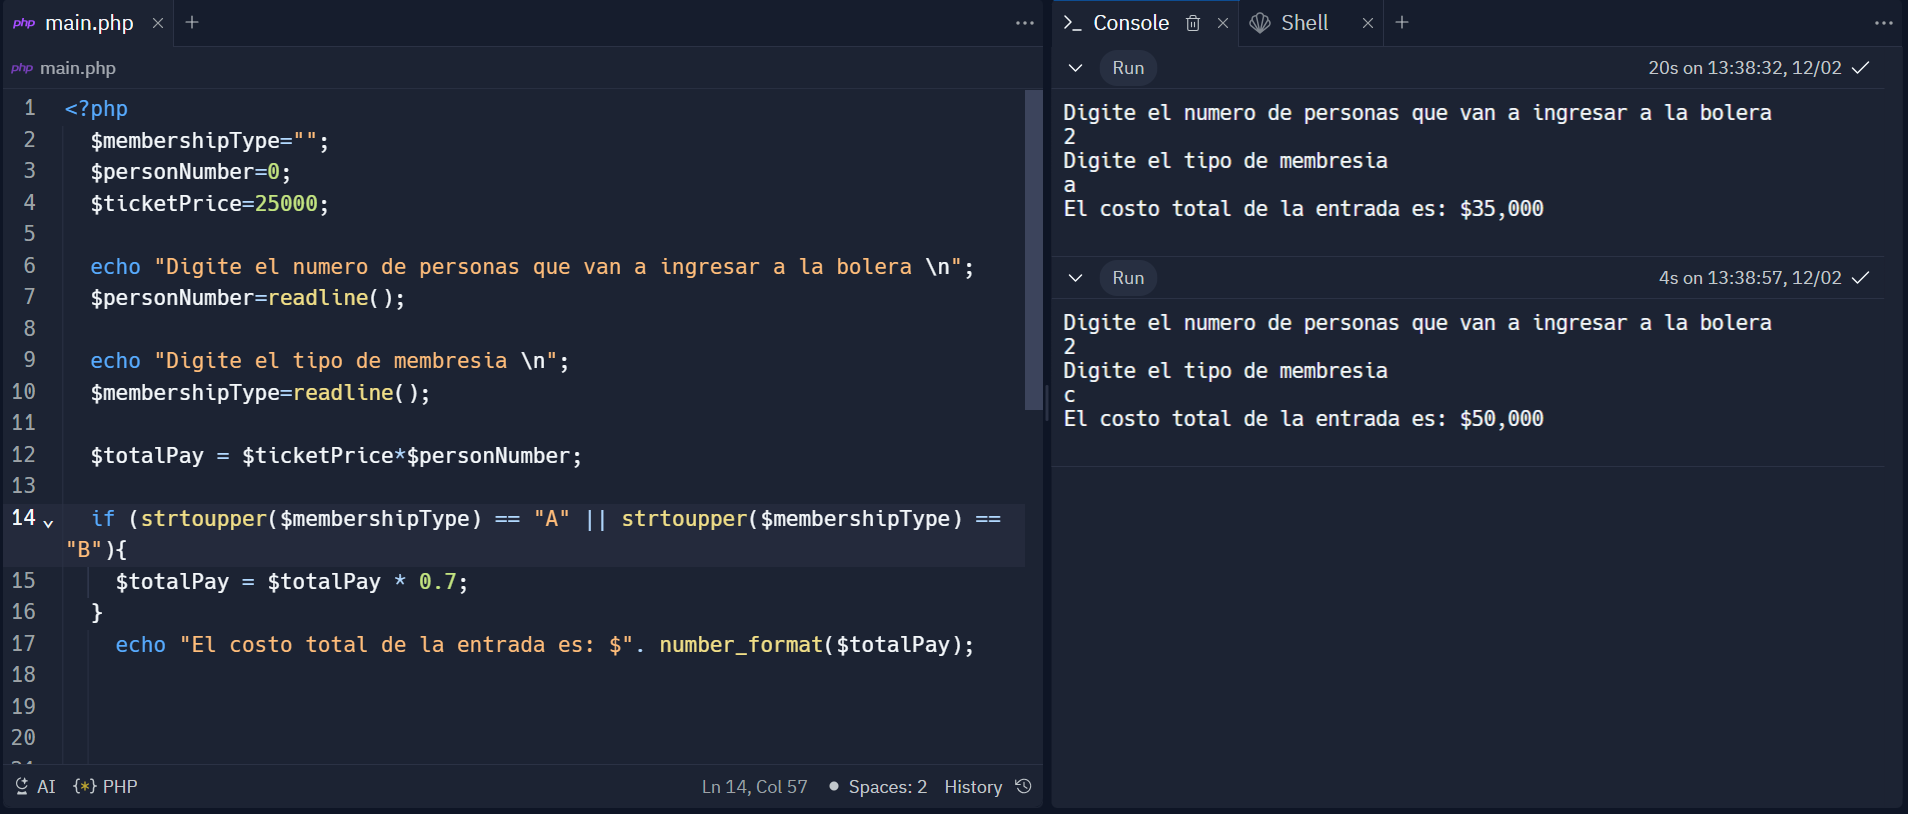 php main.php
php main.php
1 <?php
2 $membershipType="";
3 $personNumber=0;
4 $ticketPrice=25000;
5
6 echo "Digite el numero de personas que van a ingresar a la bolera \n";
7 $personNumber=readline();
8
9 echo "Digite el tipo de membresia \n";
10 $membershipType=readline();
11
12 $totalPay = $ticketPrice*$personNumber;
13
14 if (strtoupper($membershipType) == "A" || strtoupper($membershipType) ==
"B"){
15 $totalPay = $totalPay * 0.7;
16 }
17 echo "El costo total de la entrada es: $". number_format($totalPay);
18
19
20
AI {*} PHP Ln 14, Col 57 Spaces: 2 History
Console Shell
Run 20s on 13:38:32, 12/02
Digite el numero de personas que van a ingresar a la bolera
2
Digite el tipo de membresia
a
El costo total de la entrada es: $35,000
Run 4s on 13:38:57, 12/02
Digite el numero de personas que van a ingresar a la bolera
2
Digite el tipo de membresia
c
El costo total de la entrada es: $50,000